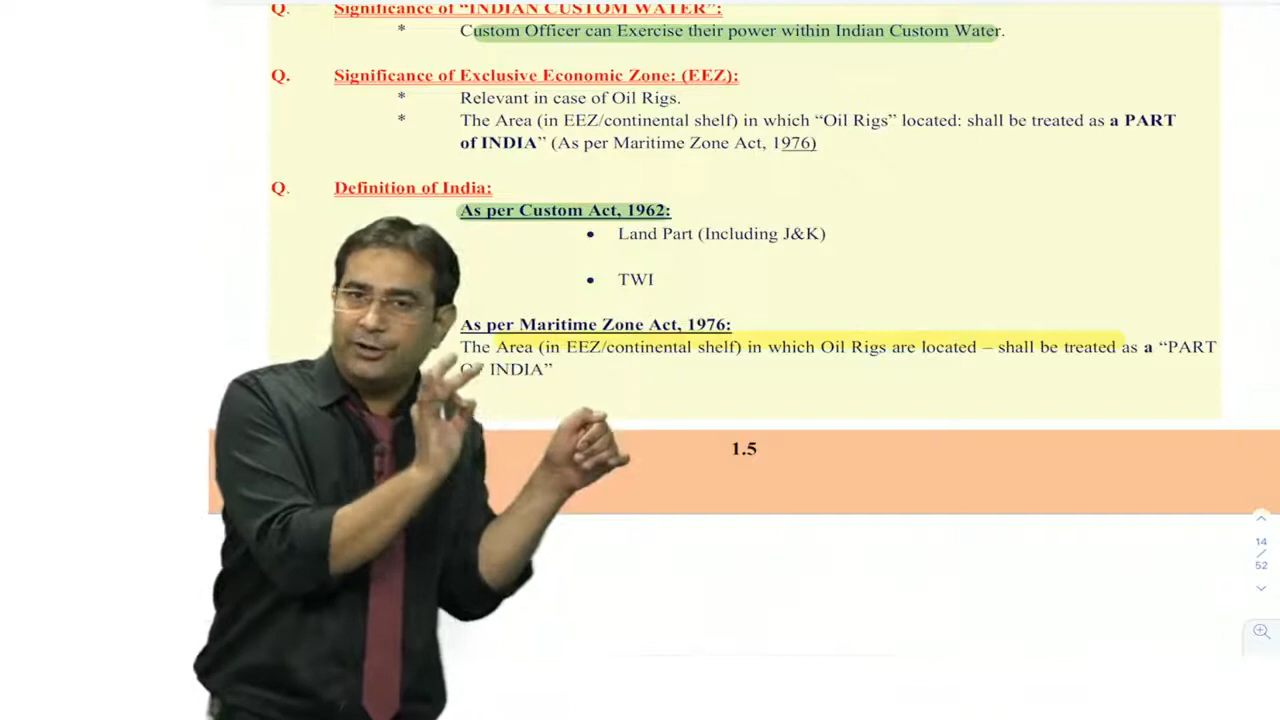 Q. Significance of “INDIAN CUSTOM WATER”:
* Custom Officer can Exercise their power within Indian Custom Water.
Q. Significance of Exclusive Economic Zone: (EEZ):
* Relevant in case of Oil Rigs.
* The Area (in EEZ/continental shelf) in which “Oil Rigs” located: shall be treated as a PART
of INDIA” (As per Maritime Zone Act, 1976)
Q. Definition of India:
As per Custom Act, 1962:
• Land Part (Including J&K)
• TWI
As per Maritime Zone Act, 1976:
The Area (in EEZ/continental shelf) in which Oil Rigs are located – shall be treated as a “PART
INDIA”
1.5
14
/
52